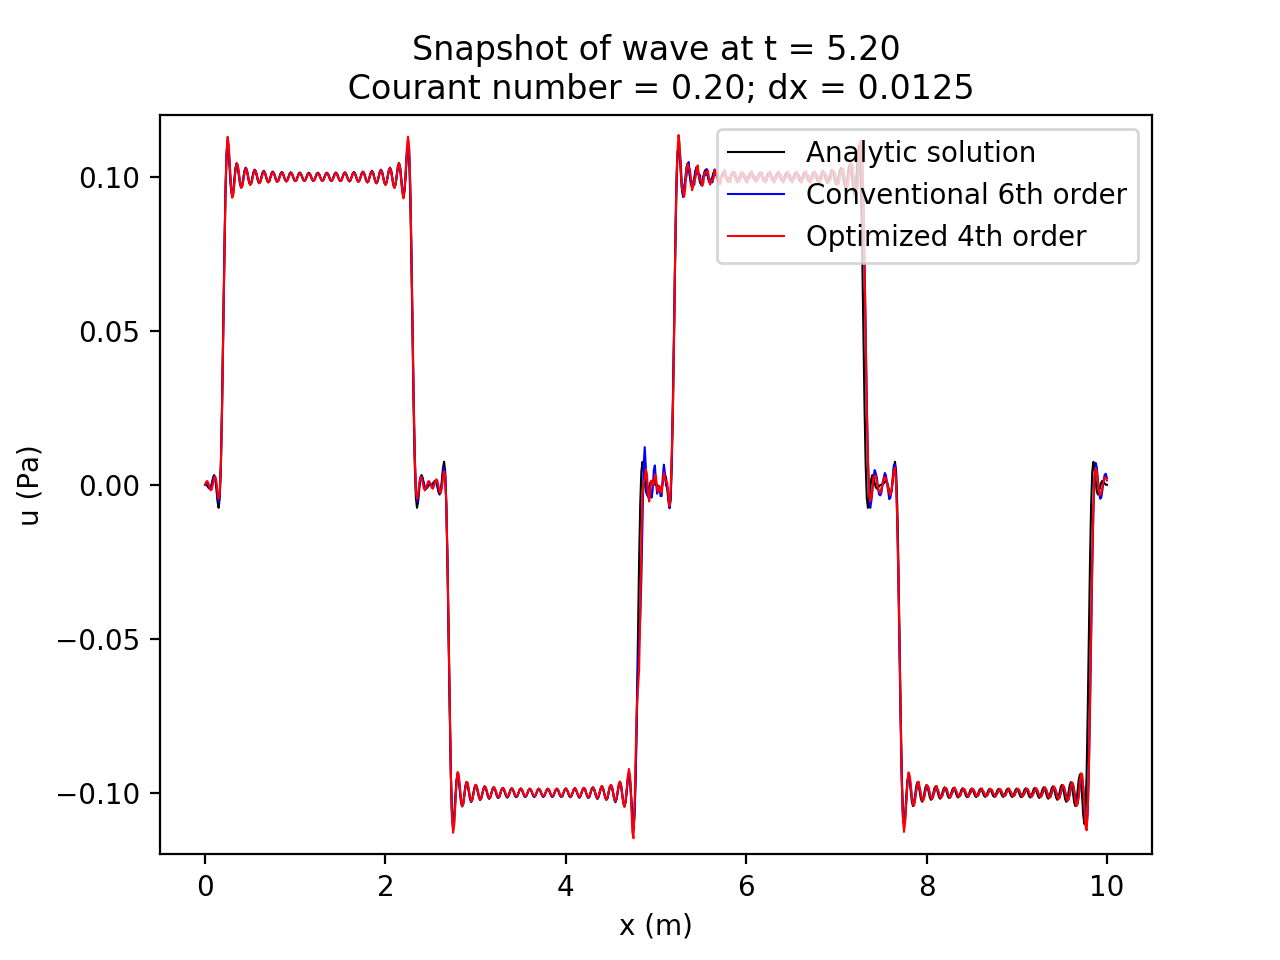 Snapshot of wave at t = 5.20
Courant number = 0.20; dx = 0.0125
Analytic solution
Conventional 6th order
Optimized 4th order
0.10
0.05
0.00
−0.05
−0.10
u (Pa)
0 2 4 6 8 10
x (m)